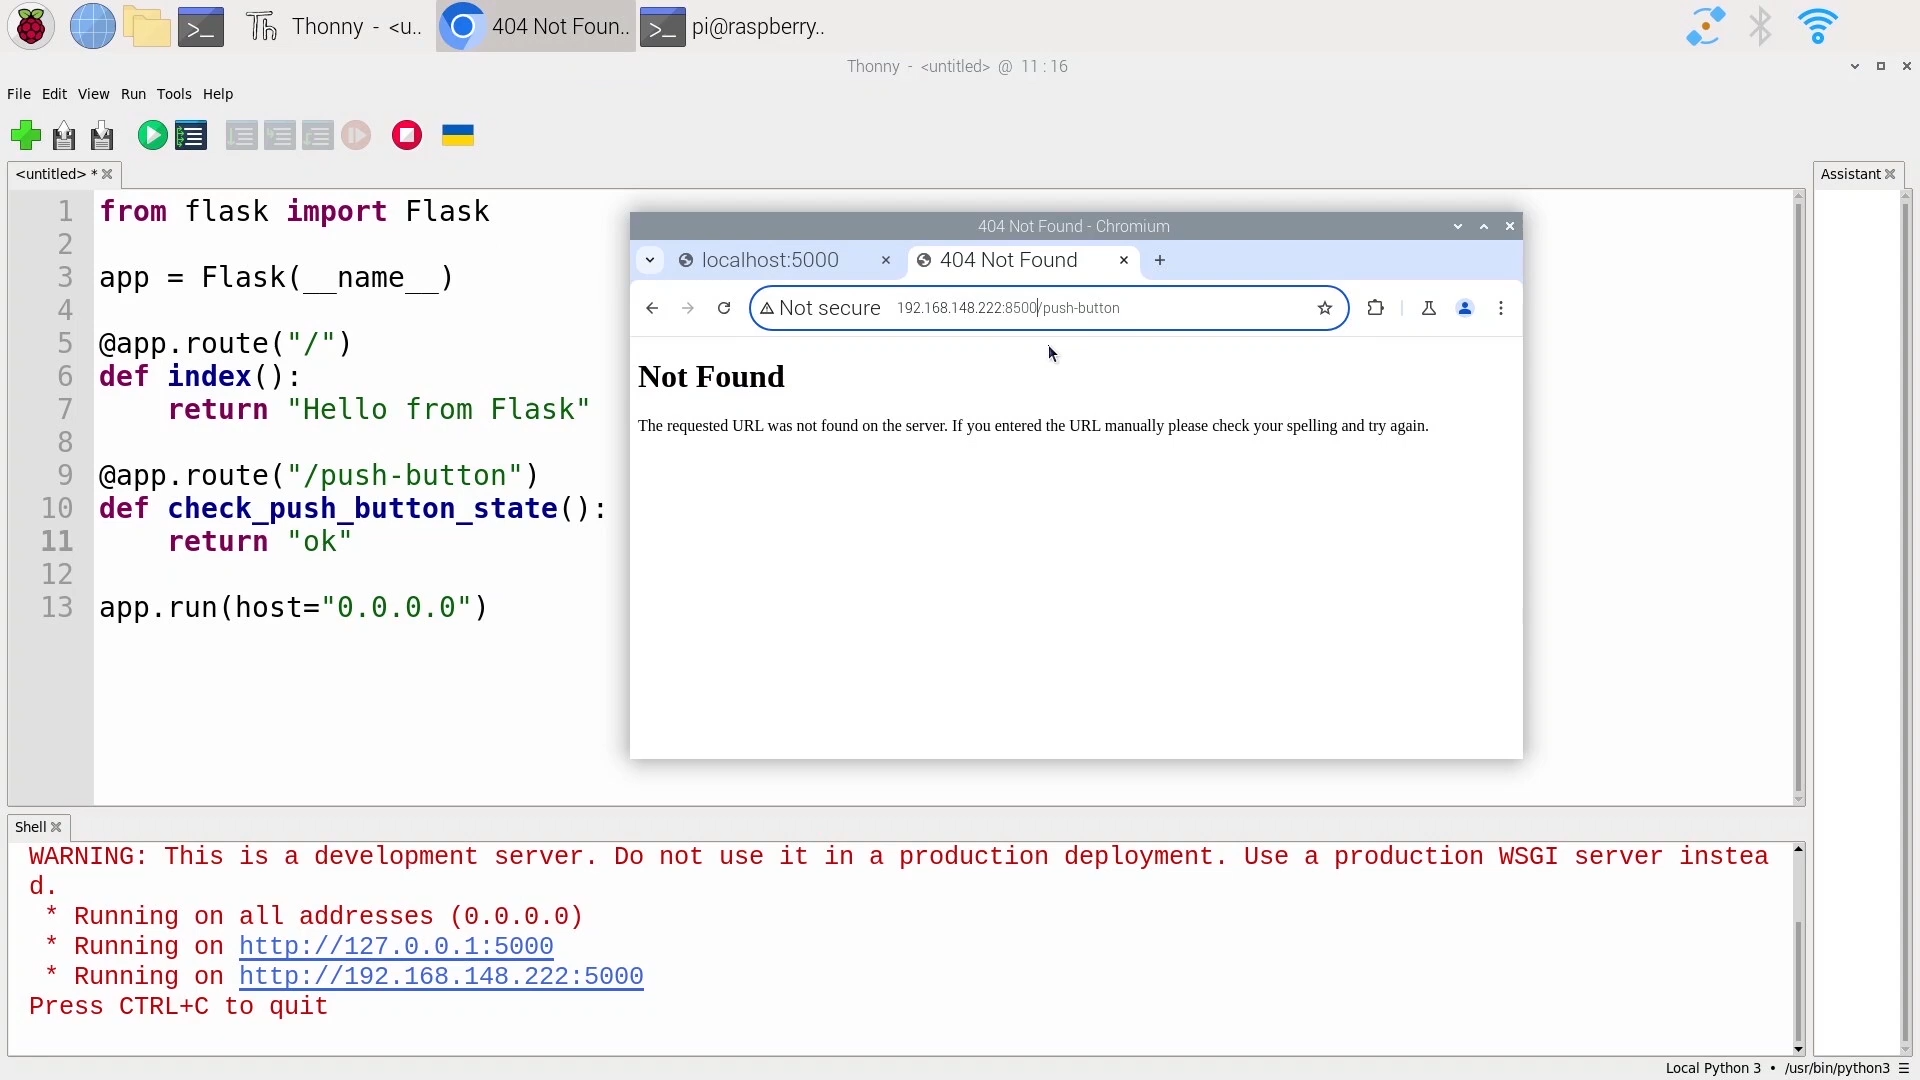 Thonny - <u..
404 Not Foun..
pi@raspberry..
Thonny - <untitled> @ 11 : 16
File Edit View Run Tools Help
<untitled> *
Assistant
1 from flask import Flask
2
3 app = Flask(__name__)
4
5 @app.route("/")
6 def index():
7     return "Hello from Flask"
8
9 @app.route("/push-button")
10 def check_push_button_state():
11     return "ok"
12
13 app.run(host="0.0.0.0")
404 Not Found - Chromium
localhost:5000
404 Not Found
Not secure 192.168.148.222:8500/push-button
Not Found
The requested URL was not found on the server. If you entered the URL manually please check your spelling and try again.
Shell
WARNING: This is a development server. Do not use it in a production deployment. Use a production WSGI server instea
d.
* Running on all addresses (0.0.0.0)
* Running on http://127.0.0.1:5000
* Running on http://192.168.148.222:5000
Press CTRL+C to quit
Local Python 3 • /usr/bin/python3 ☰